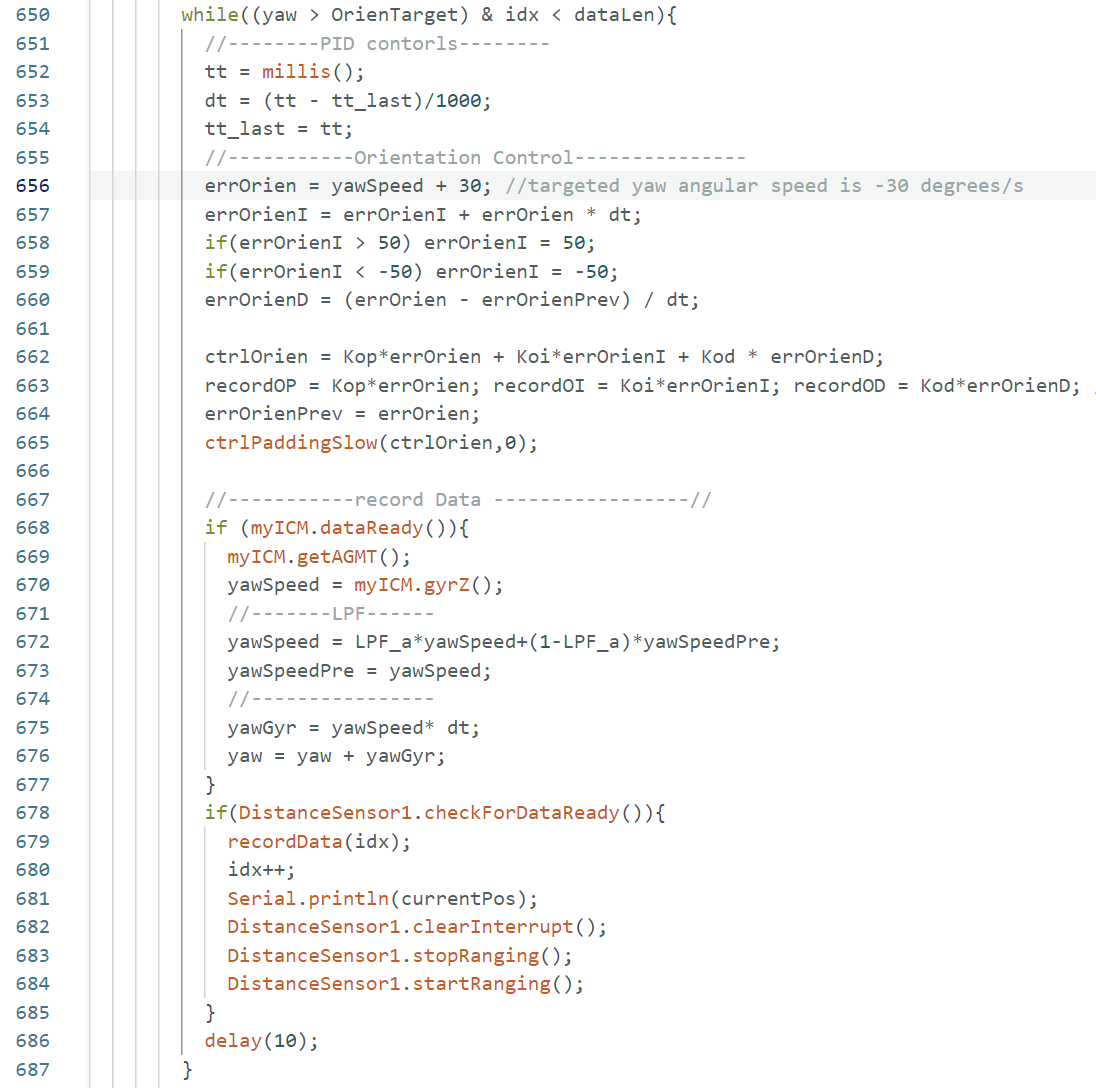 650 while((yaw > OrienTarget) & idx < dataLen){
651 //--------PID contorls--------
652 tt = millis();
653 dt = (tt - tt_last)/1000;
654 tt_last = tt;
655 //-----------Orientation Control---------------
656 errOrien = yawSpeed + 30; //targeted yaw angular speed is -30 degrees/s
657 errOrienI = errOrienI + errOrien * dt;
658 if(errOrienI > 50) errOrienI = 50;
659 if(errOrienI < -50) errOrienI = -50;
660 errOrienD = (errOrien - errOrienPrev) / dt;
661
662 ctrlOrien = Kop*errOrien + Koi*errOrienI + Kod * errOrienD;
663 recordOP = Kop*errOrien; recordOI = Koi*errOrienI; recordOD = Kod*errOrienD;
664 errOrienPrev = errOrien;
665 ctrlPaddingSlow(ctrlOrien,0);
666
667 //-----------record Data -----------------//
668 if (myICM.dataReady()){
669 myICM.getAGMT();
670 yawSpeed = myICM.gyrZ();
671 //-------LPF------
672 yawSpeed = LPF_a*yawSpeed+(1-LPF_a)*yawSpeedPre;
673 yawSpeedPre = yawSpeed;
674 //----------------
675 yawGyr = yawSpeed* dt;
676 yaw = yaw + yawGyr;
677 }
678 if(DistanceSensor1.checkForDataReady()){
679 recordData(idx);
680 idx++;
681 Serial.println(currentPos);
682 DistanceSensor1.clearInterrupt();
683 DistanceSensor1.stopRanging();
684 DistanceSensor1.startRanging();
685 }
686 delay(10);
687 }